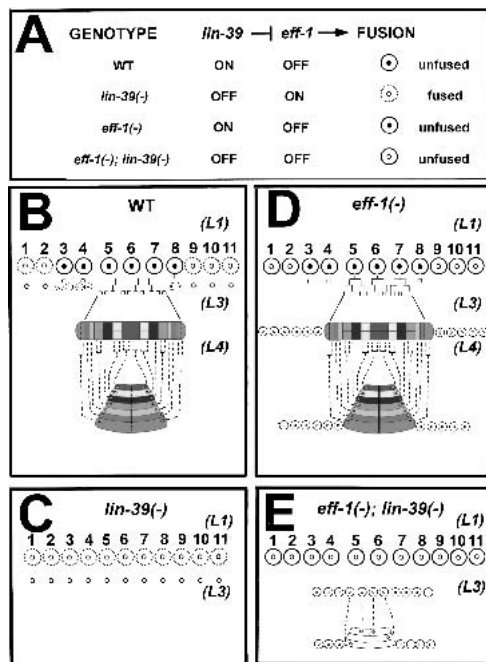 A
GENOTYPE lin-39 eff-1 FUSION
WT ON OFF unfused
lin-39(-) OFF ON fused
eff-1(-) ON OFF unfused
eff-1(-); lin-39(-) OFF OFF unfused
B WT
(L1)
1 2 3 4 5 6 7 8 9 10 11
(L3)
(L4)
D eff-1(-)
(L1)
1 2 3 4 5 6 7 8 9 10 11
(L3)
(L4)
C lin-39(-)
(L1)
1 2 3 4 5 6 7 8 9 10 11
(L3)
E eff-1(-); lin-39(-)
(L1)
1 2 3 4 5 6 7 8 9 10 11
(L3)